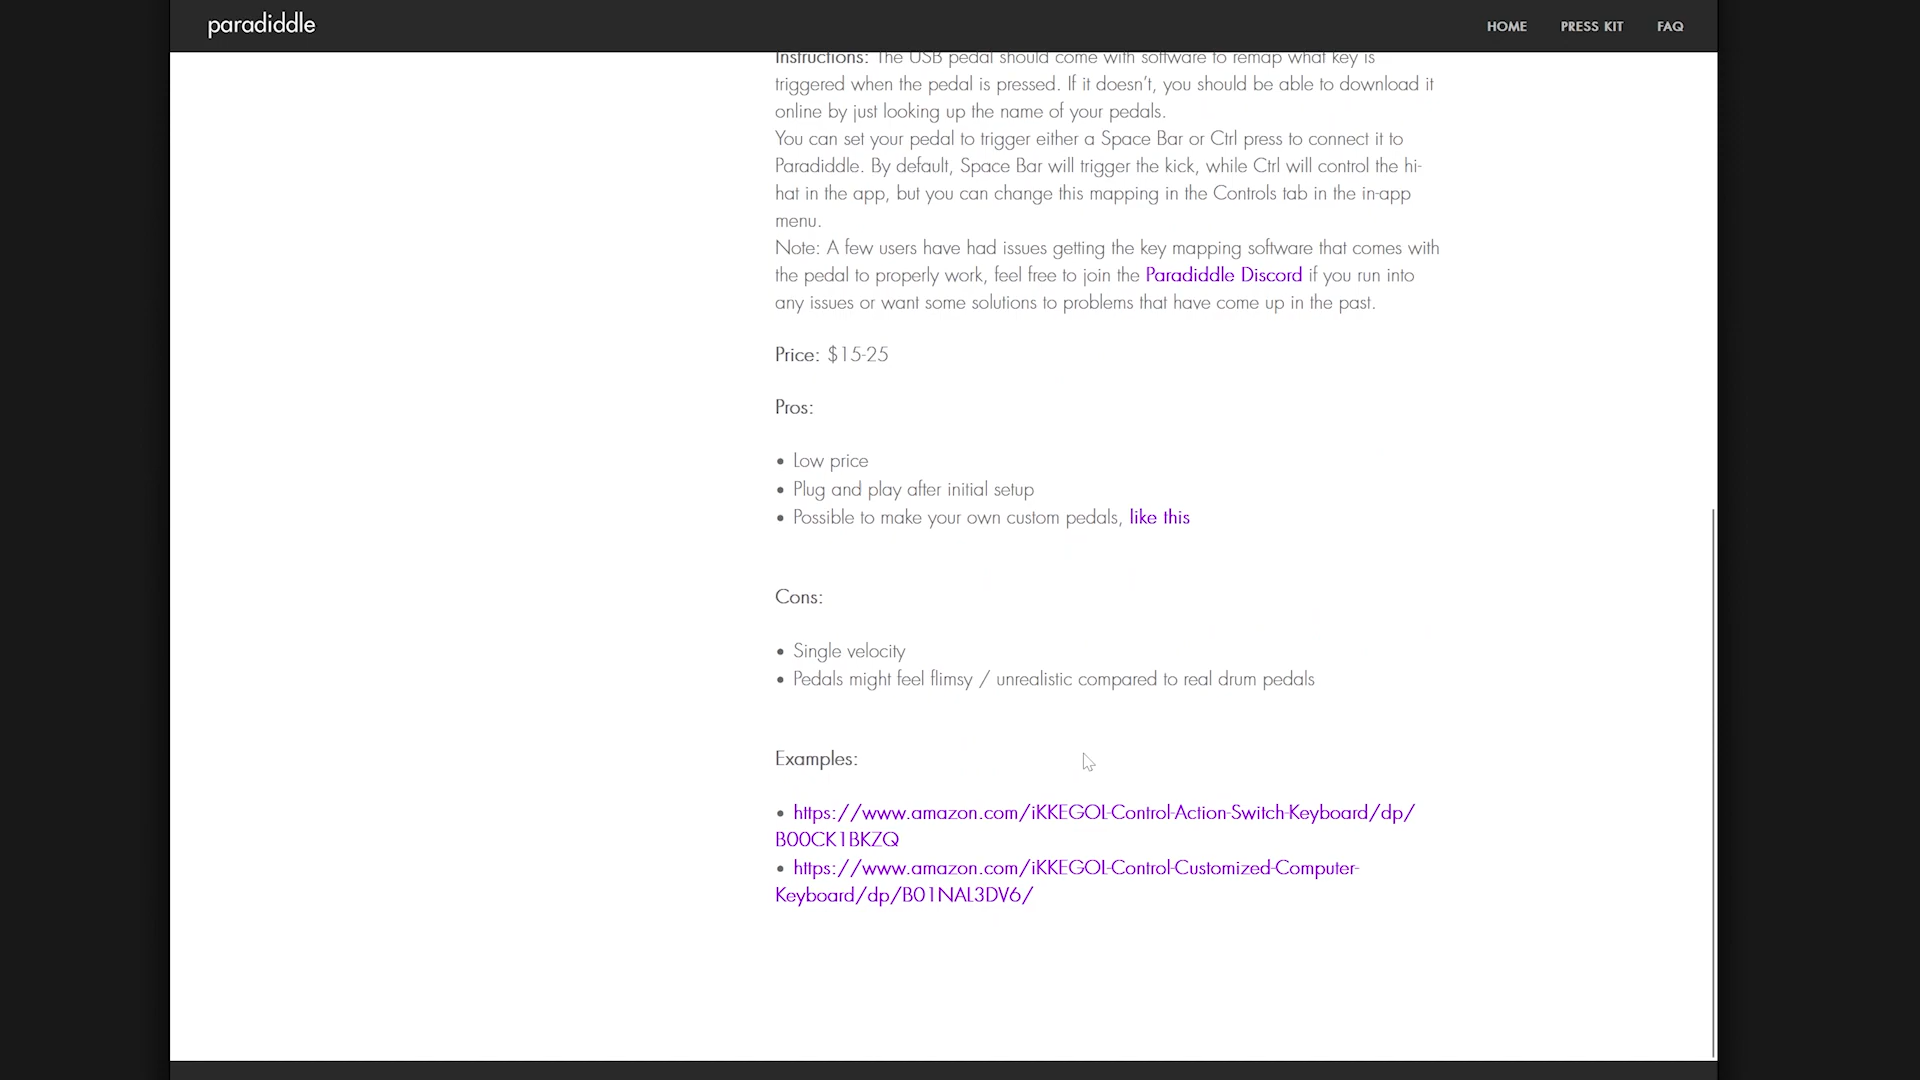 paradiddle
HOME
PRESS KIT
FAQ
Instructions: The USB pedal should come with software to remap what key is
triggered when the pedal is pressed. If it doesn't, you should be able to download it
online by just looking up the name of your pedals.
You can set your pedal to trigger either a Space Bar or Ctrl press to connect it to
Paradiddle. By default, Space Bar will trigger the kick, while Ctrl will control the hi-
hat in the app, but you can change this mapping in the Controls tab in the in-app
menu.
Note: A few users have had issues getting the key mapping software that comes with
the pedal to properly work, feel free to join the Paradiddle Discord if you run into
any issues or want some solutions to problems that have come up in the past.
Price: $15-25
Pros:
• Low price
• Plug and play after initial setup
• Possible to make your own custom pedals, like this
Cons:
• Single velocity
• Pedals might feel flimsy / unrealistic compared to real drum pedals
Examples:
• https://www.amazon.com/iKKEGOL-Control-Action-Switch-Keyboard/dp/
B00CK1BKZQ
• https://www.amazon.com/iKKEGOL-Control-Customized-Computer-
Keyboard/dp/B01NAL3DV6/